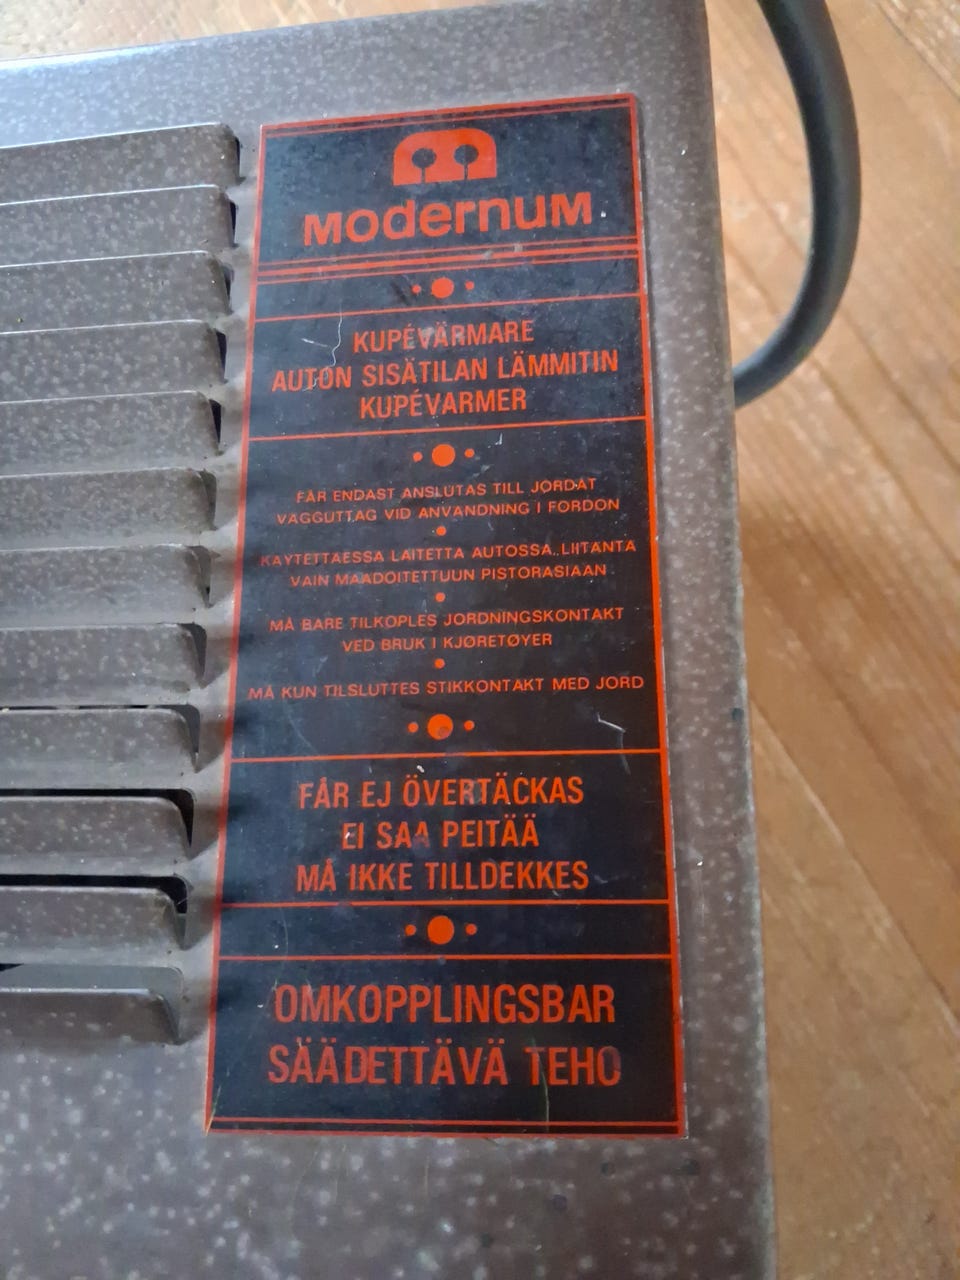 MODERNUM
KUPÉVÄRMARE
AUTON SISÄTILAN LÄMMITIN
KUPÉVARMER
FÅR ENDAST ANSLUTAS TILL JORDAT
VÄGGUTTAG VID ANVÄNDNING I FORDON
KÄYTETTÄESSÄ LAITETTA AUTOSSA..LIITÄNTÄ
VAIN MAADOITETTUUN PISTORASIAAN
MÅ BARE TILKOPLES JORDNINGSKONTAKT
VED BRUK I KJØRETØYER
MÅ KUN TILSLUTTES STIKKONTAKT MED JORD
FÅR EJ ÖVERTÄCKAS
EI SAA PEITÄÄ
MÅ IKKE TILLDEKKES
OMKOPPLINGSBAR
SÄÄDETTÄVÄ TEHO